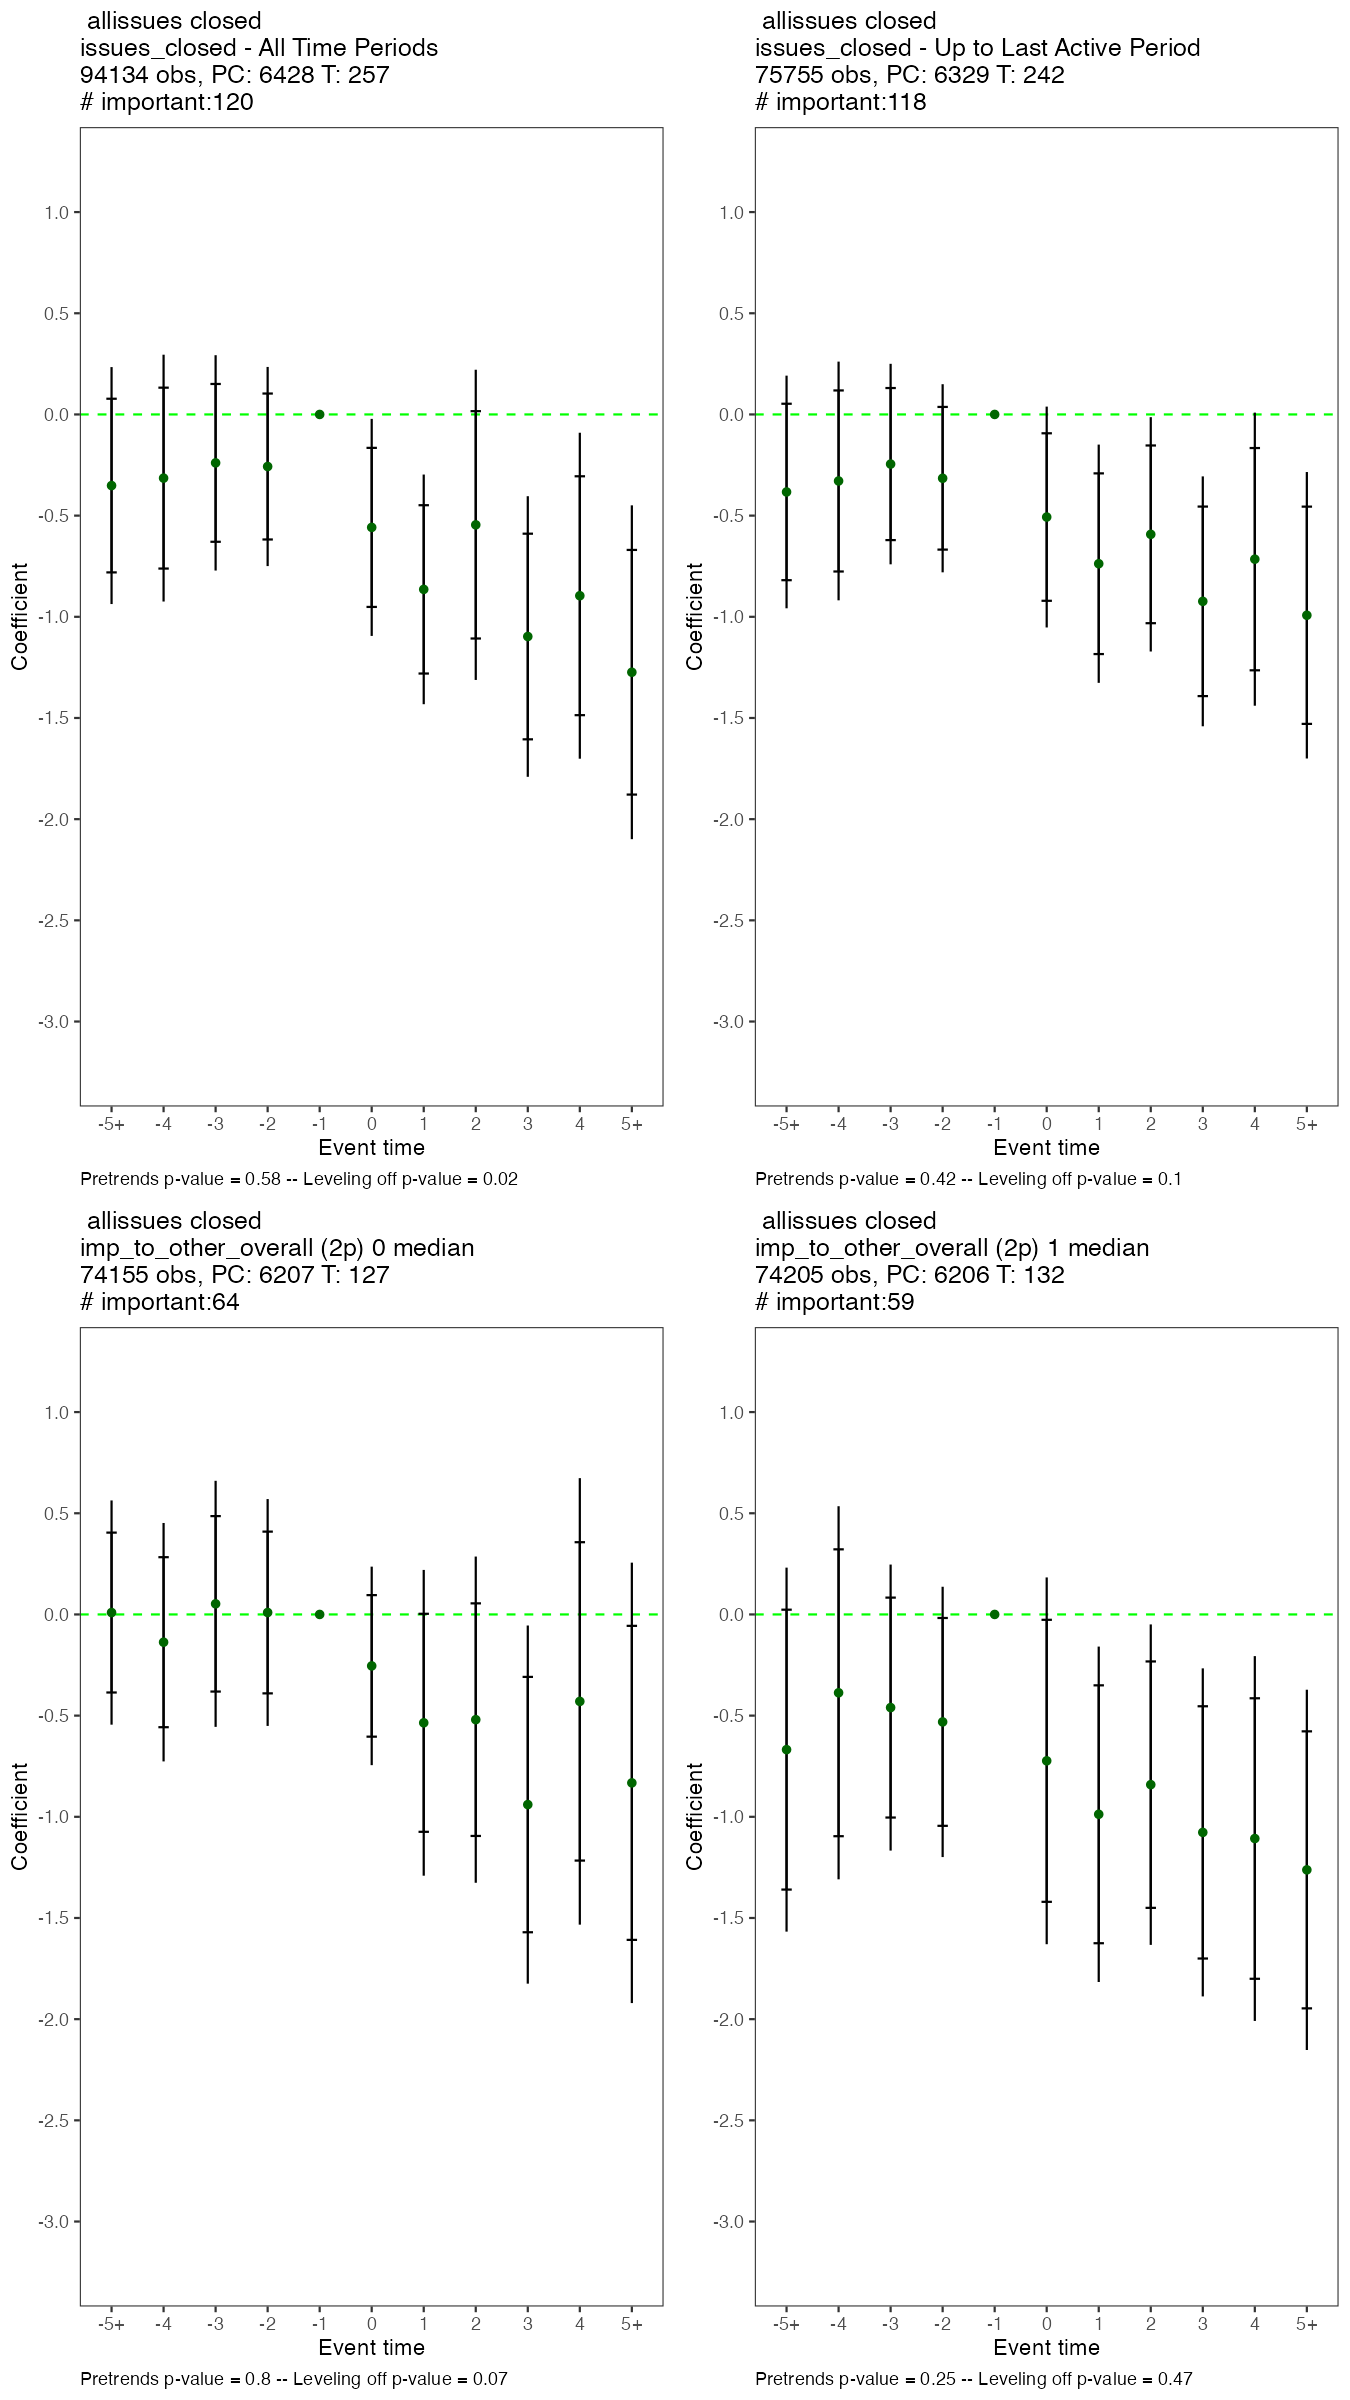 allissues closed
issues_closed - All Time Periods
94134 obs, PC: 6428 T: 257
# important:120
1.0
0.5
0.0
-0.5
-1.0
-1.5
-2.0
-2.5
-3.0
Coefficient
-5+ -4 -3 -2 -1 0 1 2 3 4 5+
Event time
Pretrends p-value = 0.58 -- Leveling off p-value = 0.02
allissues closed
issues_closed - Up to Last Active Period
75755 obs, PC: 6329 T: 242
# important:118
1.0
0.5
0.0
-0.5
-1.0
-1.5
-2.0
-2.5
-3.0
Coefficient
-5+ -4 -3 -2 -1 0 1 2 3 4 5+
Event time
Pretrends p-value = 0.42 -- Leveling off p-value = 0.1
allissues closed
imp_to_other_overall (2p) 0 median
74155 obs, PC: 6207 T: 127
# important:64
1.0
0.5
0.0
-0.5
-1.0
-1.5
-2.0
-2.5
-3.0
Coefficient
-5+ -4 -3 -2 -1 0 1 2 3 4 5+
Event time
Pretrends p-value = 0.8 -- Leveling off p-value = 0.07
allissues closed
imp_to_other_overall (2p) 1 median
74205 obs, PC: 6206 T: 132
# important:59
1.0
0.5
0.0
-0.5
-1.0
-1.5
-2.0
-2.5
-3.0
Coefficient
-5+ -4 -3 -2 -1 0 1 2 3 4 5+
Event time
Pretrends p-value = 0.25 -- Leveling off p-value = 0.47